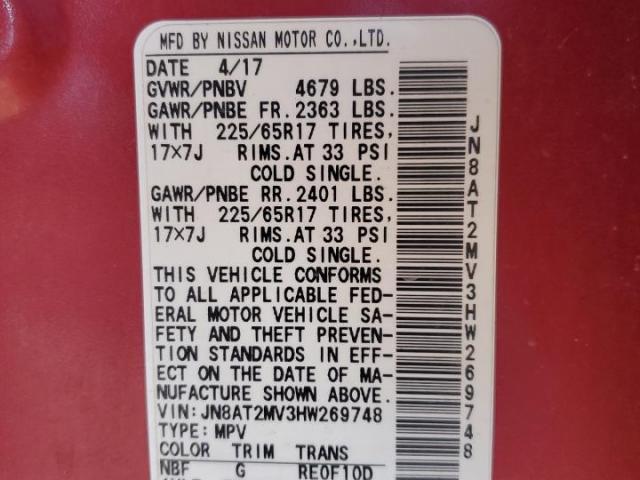 MFD BY NISSAN MOTOR CO.,LTD.
DATE 4/17
GVWR/PNBV 4679 LBS.
GAWR/PNBE FR. 2363 LBS.
WITH 225/65R17 TIRES,
17×7J RIMS.AT 33 PSI
COLD SINGLE.
GAWR/PNBE RR. 2401 LBS.
WITH 225/65R17 TIRES,
17×7J RIMS.AT 33 PSI
COLD SINGLE.
THIS VEHICLE CONFORMS
TO ALL APPLICABLE FED-
ERAL MOTOR VEHICLE SA-
FETY AND THEFT PREVEN-
TION STANDARDS IN EFF-
ECT ON THE DATE OF MA-
NUFACTURE SHOWN ABOVE.
VIN: JN8AT2MV3HW269748
TYPE: MPV
COLOR TRIM TRANS
NBF G RE0F10D
JN8AT2MV3HW269748